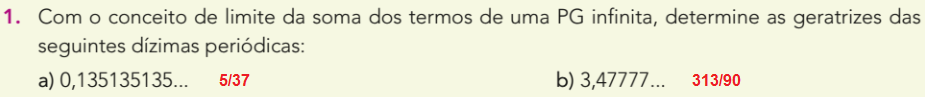 1. Com o conceito de limite da soma dos termos de uma PG infinita, determine as geratrizes das
seguintes dízimas periódicas:
a) 0,135135135... 5/37 b) 3,47777... 313/90